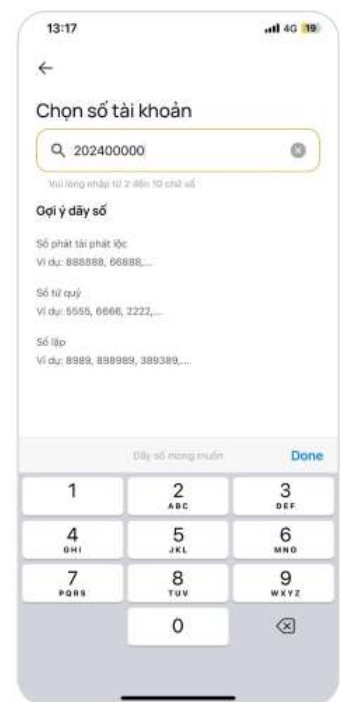 13:17 4G 19
Chọn số tài khoản
202400000
Vui lòng nhập từ 2 đến 10 chữ số
Gợi ý dãy số
Số phát tài phát lộc
Ví dụ: 888888, 66888,...
Số tứ quý
Ví dụ: 5555, 6666, 2222,...
Số lặp
Ví dụ: 8989, 898989, 389389,...
Dãy số mong muốn Done
1 2 3
ABC DEF
4 5 6
GHI JKL MNO
7 8 9
PQRS TUV WXYZ
0